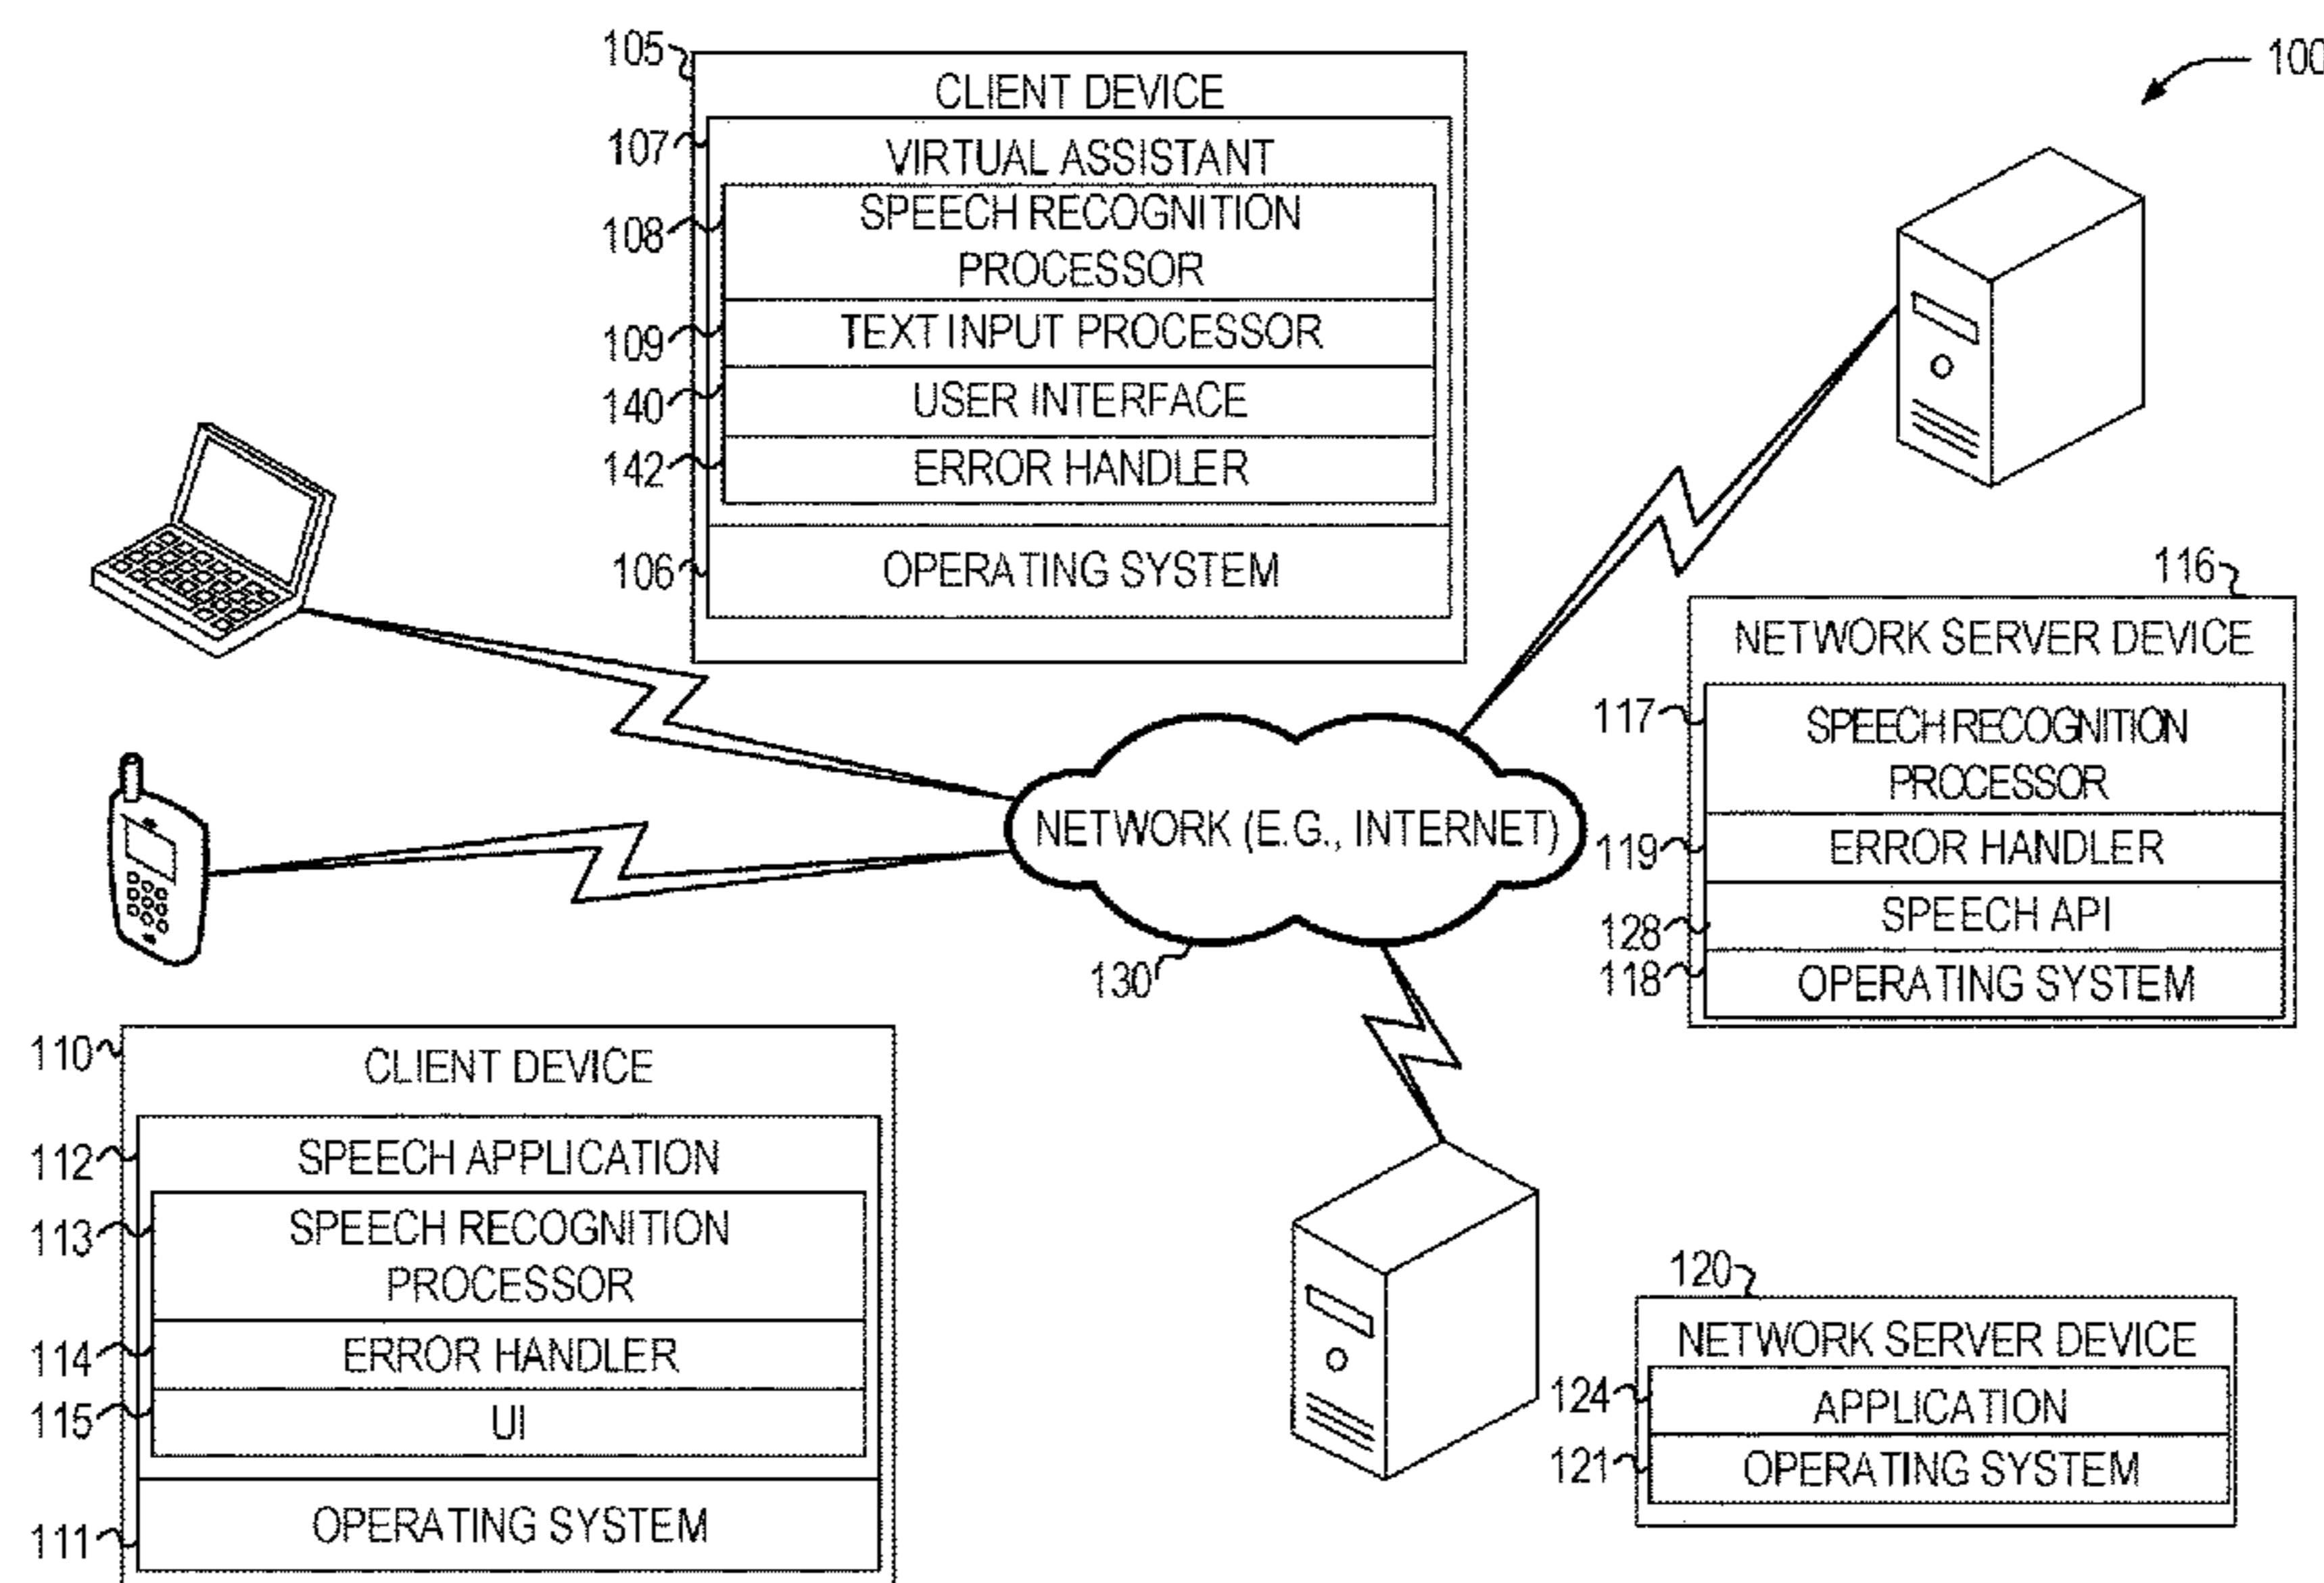 100
105
CLIENT DEVICE
107
VIRTUAL ASSISTANT
108
SPEECH RECOGNITION
PROCESSOR
109
TEXT INPUT PROCESSOR
140
USER INTERFACE
142
ERROR HANDLER
106
OPERATING SYSTEM
116
NETWORK SERVER DEVICE
117
SPEECH RECOGNITION
PROCESSOR
119
ERROR HANDLER
128
SPEECH API
118
OPERATING SYSTEM
NETWORK (E.G., INTERNET)
130
110
CLIENT DEVICE
112
SPEECH APPLICATION
113
SPEECH RECOGNITION
PROCESSOR
114
ERROR HANDLER
115
UI
111
OPERATING SYSTEM
120
NETWORK SERVER DEVICE
124
APPLICATION
121
OPERATING SYSTEM